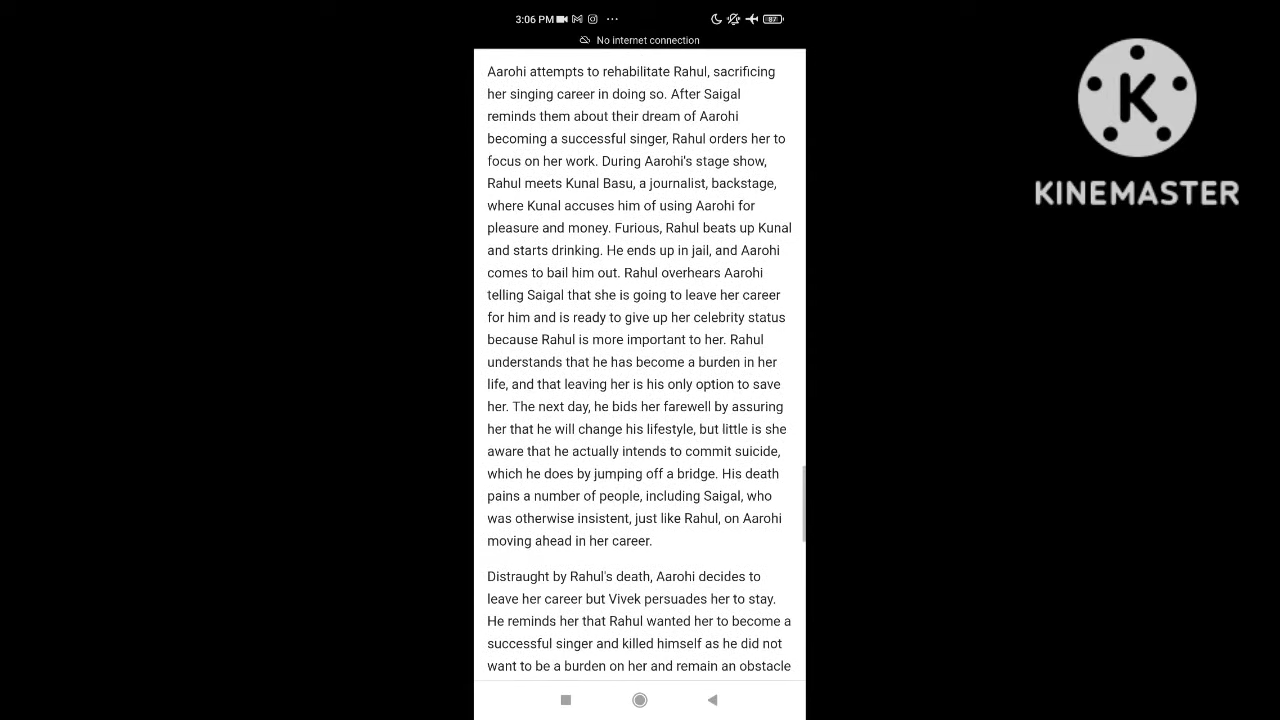 3:06 PM
87
No internet connection
Aarohi attempts to rehabilitate Rahul, sacrificing
her singing career in doing so. After Saigal
reminds them about their dream of Aarohi
becoming a successful singer, Rahul orders her to
focus on her work. During Aarohi's stage show,
Rahul meets Kunal Basu, a journalist, backstage,
where Kunal accuses him of using Aarohi for
pleasure and money. Furious, Rahul beats up Kunal
and starts drinking. He ends up in jail, and Aarohi
comes to bail him out. Rahul overhears Aarohi
telling Saigal that she is going to leave her career
for him and is ready to give up her celebrity status
because Rahul is more important to her. Rahul
understands that he has become a burden in her
life, and that leaving her is his only option to save
her. The next day, he bids her farewell by assuring
her that he will change his lifestyle, but little is she
aware that he actually intends to commit suicide,
which he does by jumping off a bridge. His death
pains a number of people, including Saigal, who
was otherwise insistent, just like Rahul, on Aarohi
moving ahead in her career.
Distraught by Rahul's death, Aarohi decides to
leave her career but Vivek persuades her to stay.
He reminds her that Rahul wanted her to become a
successful singer and killed himself as he did not
want to be a burden on her and remain an obstacle
K
KINEMASTER